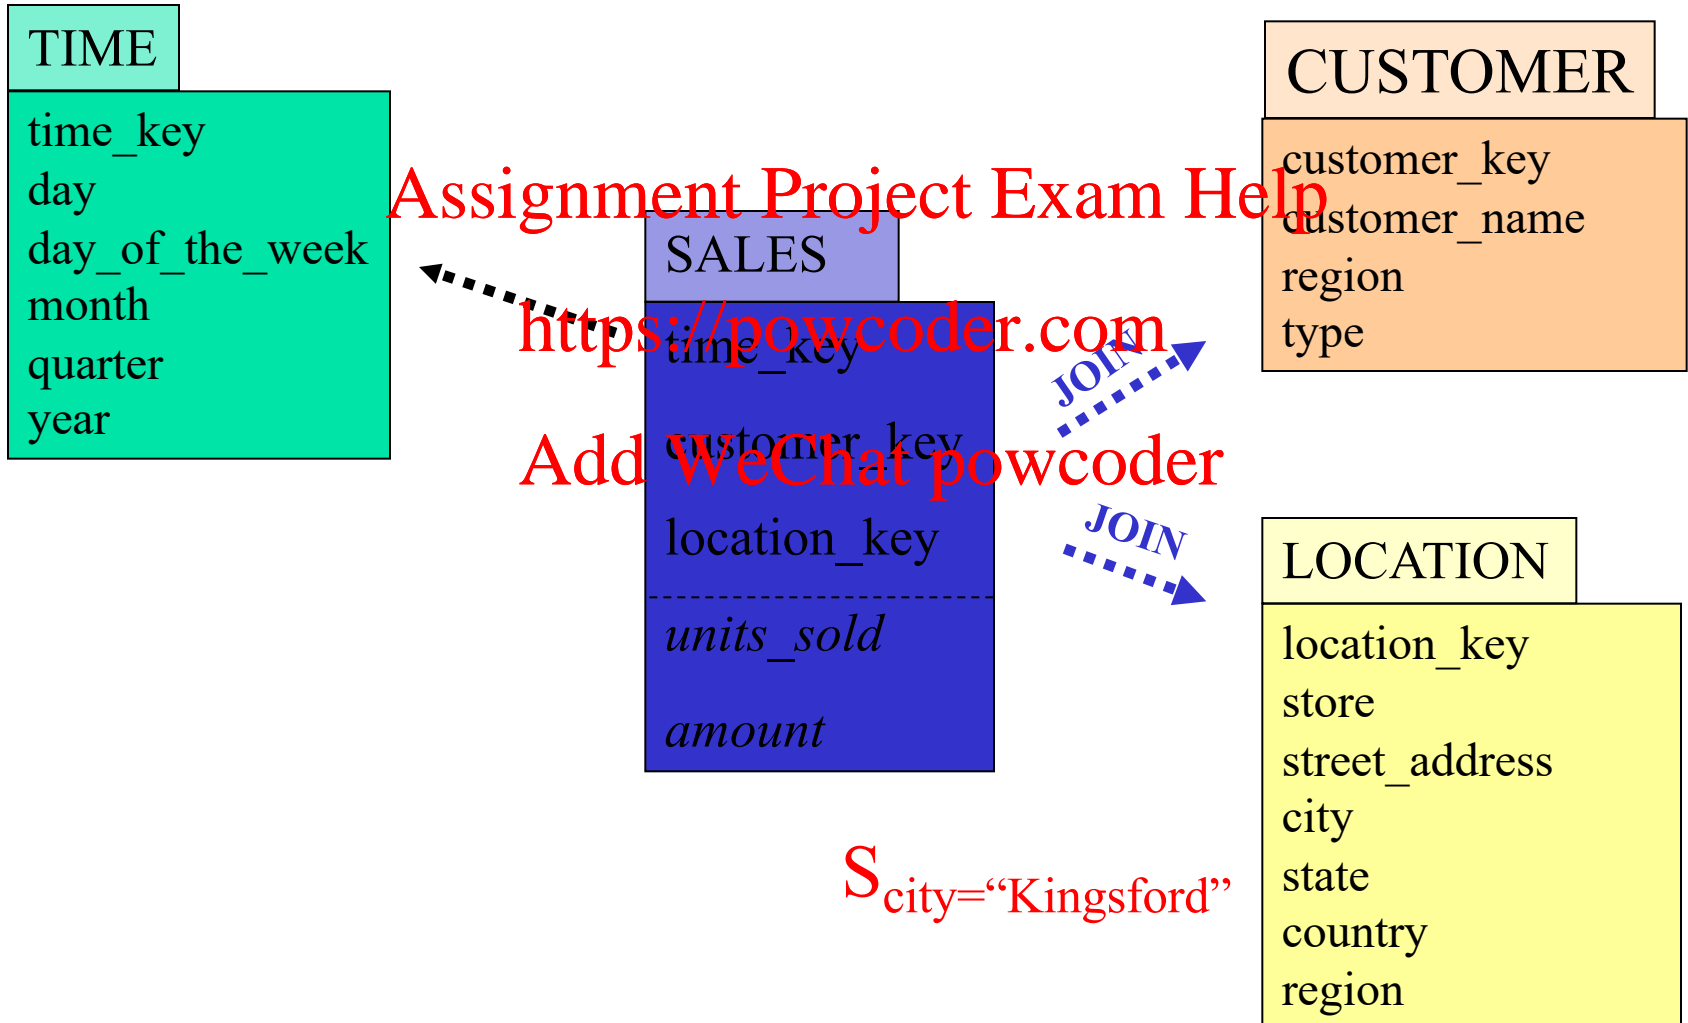 TIME
time_key
day
day_of_the_week
month
quarter
year
Assignment Project Exam Help
SALES
https://powcoder.com
time_key
customer_key
Add WeChat powcoder
location_key
units_sold
amount
JOIN
JOIN
CUSTOMER
customer_key
customer_name
region
type
LOCATION
location_key
store
street_address
city
state
country
region
S city=“Kingsford”